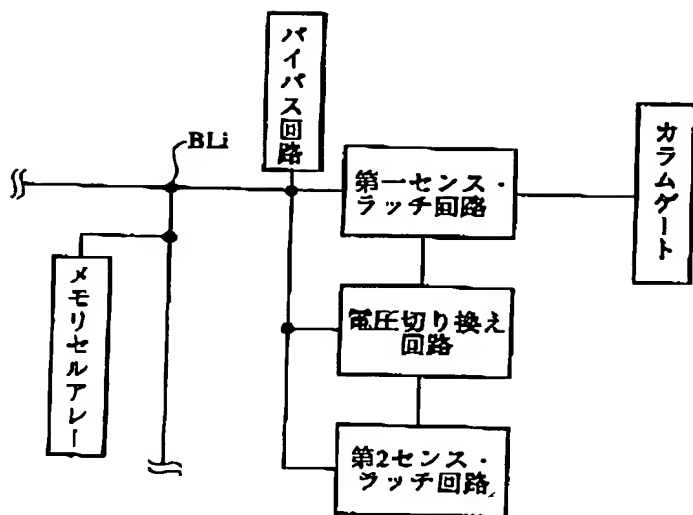 バイパス回路
BLi
第一センス・
ラッチ回路
カラムゲート
メモリセルアレー
電圧切り換え
回路
第2センス・
ラッチ回路